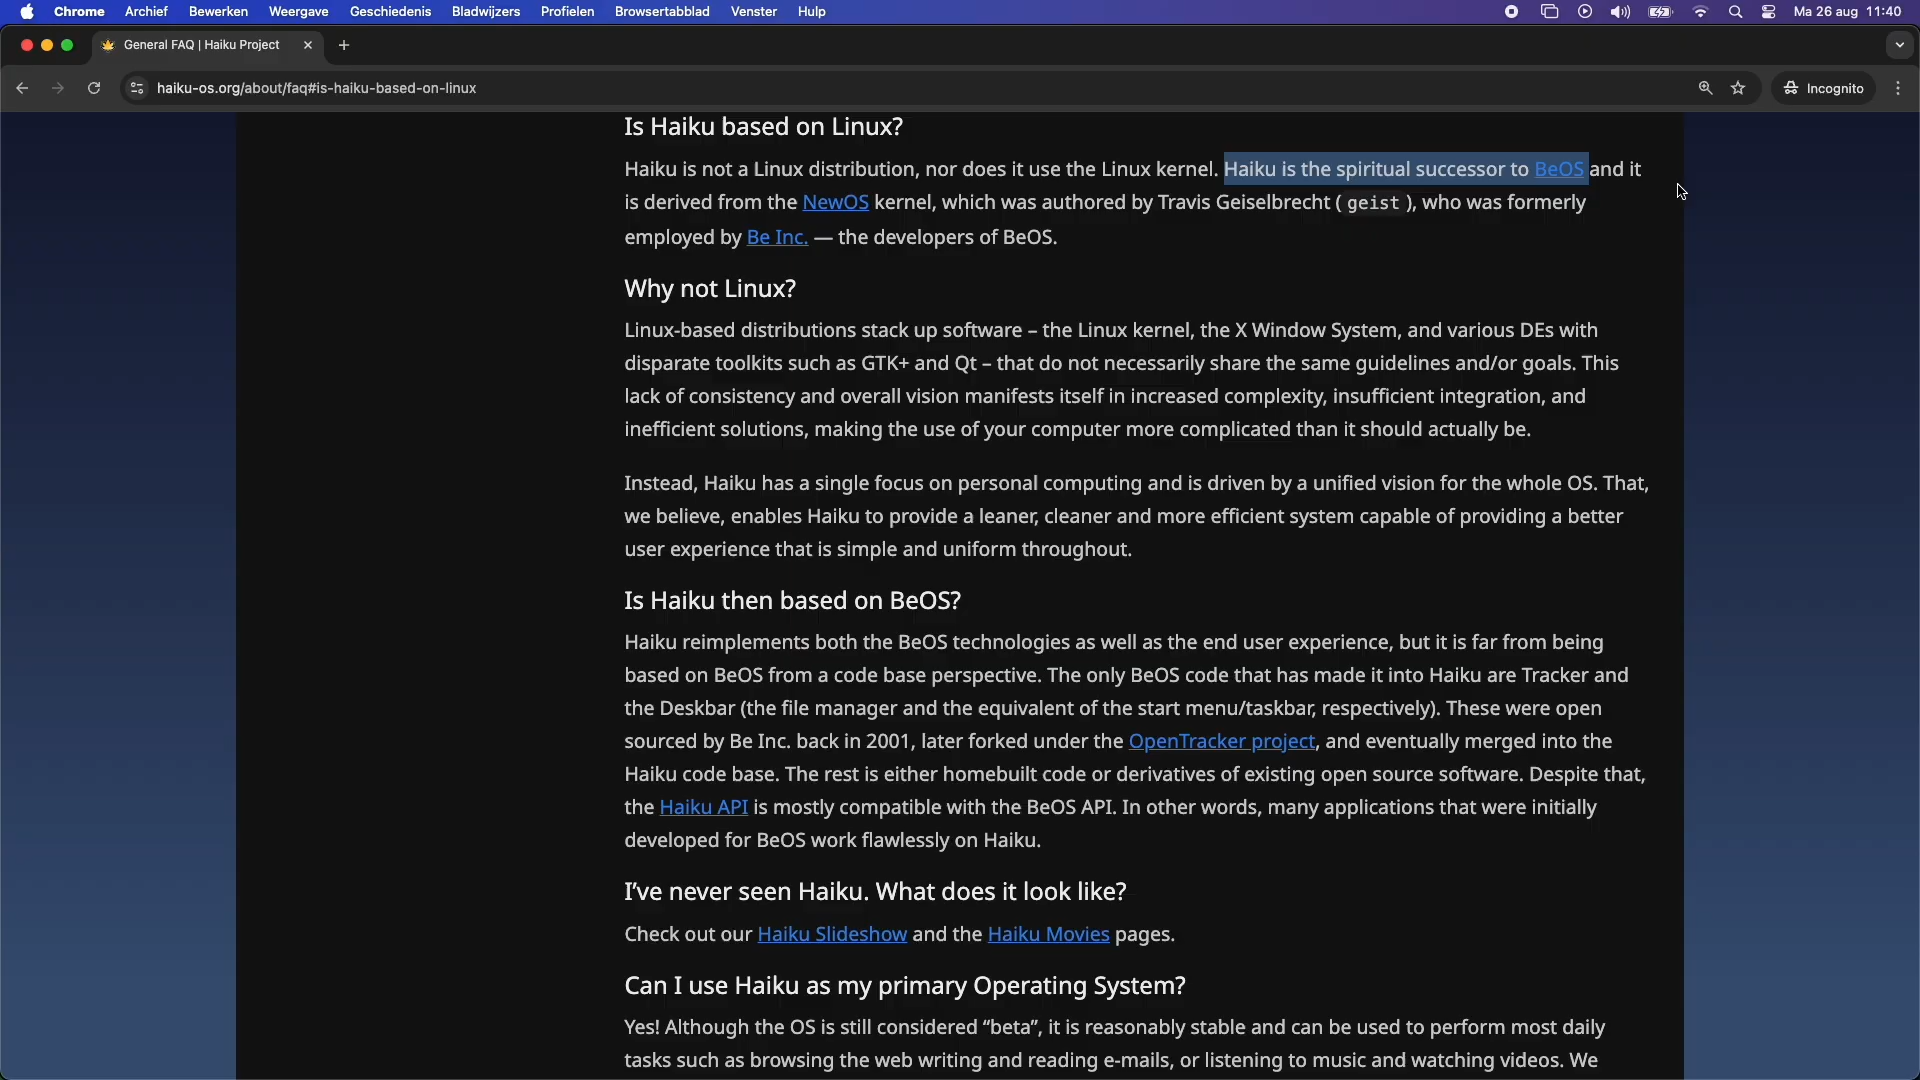 Chrome Archief Bewerken Weergave Geschiedenis Bladwijzers Profielen Browsertabblad Venster Hulp Ma 26 aug 11:40
General FAQ | Haiku Project
haiku-os.org/about/faq#is-haiku-based-on-linux Incognito
Is Haiku based on Linux?
Haiku is not a Linux distribution, nor does it use the Linux kernel. Haiku is the spiritual successor to BeOS and it
is derived from the NewOS kernel, which was authored by Travis Geiselbrecht ( geist ), who was formerly
employed by Be Inc. — the developers of BeOS.
Why not Linux?
Linux-based distributions stack up software – the Linux kernel, the X Window System, and various DEs with
disparate toolkits such as GTK+ and Qt – that do not necessarily share the same guidelines and/or goals. This
lack of consistency and overall vision manifests itself in increased complexity, insufficient integration, and
inefficient solutions, making the use of your computer more complicated than it should actually be.
Instead, Haiku has a single focus on personal computing and is driven by a unified vision for the whole OS. That,
we believe, enables Haiku to provide a leaner, cleaner and more efficient system capable of providing a better
user experience that is simple and uniform throughout.
Is Haiku then based on BeOS?
Haiku reimplements both the BeOS technologies as well as the end user experience, but it is far from being
based on BeOS from a code base perspective. The only BeOS code that has made it into Haiku are Tracker and
the Deskbar (the file manager and the equivalent of the start menu/taskbar, respectively). These were open
sourced by Be Inc. back in 2001, later forked under the OpenTracker project, and eventually merged into the
Haiku code base. The rest is either homebuilt code or derivatives of existing open source software. Despite that,
the Haiku API is mostly compatible with the BeOS API. In other words, many applications that were initially
developed for BeOS work flawlessly on Haiku.
I've never seen Haiku. What does it look like?
Check out our Haiku Slideshow and the Haiku Movies pages.
Can I use Haiku as my primary Operating System?
Yes! Although the OS is still considered “beta”, it is reasonably stable and can be used to perform most daily
tasks such as browsing the web writing and reading e-mails, or listening to music and watching videos. We